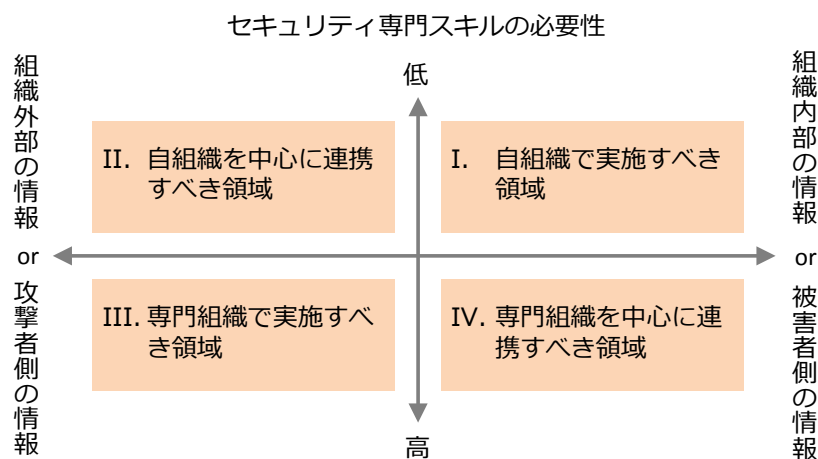 セキュリティ専門スキルの必要性
低
組織外部の情報
or
攻撃者側の情報
II. 自組織を中心に連携
すべき領域
I. 自組織で実施すべき
領域
III. 専門組織で実施すべ
き領域
IV. 専門組織を中心に連
携すべき領域
組織内部の情報
or
被害者側の情報
高